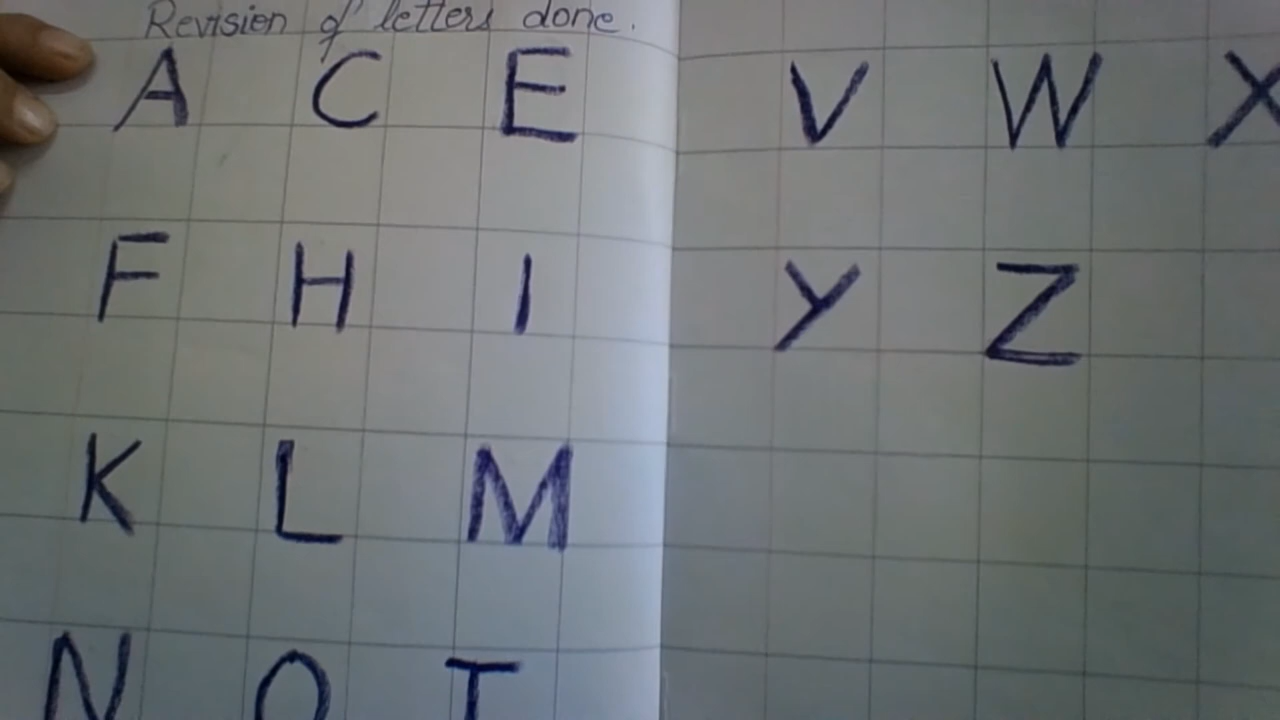 Revision of letters done.
A C E
F H I
K L M
N O T
V W X
Y Z